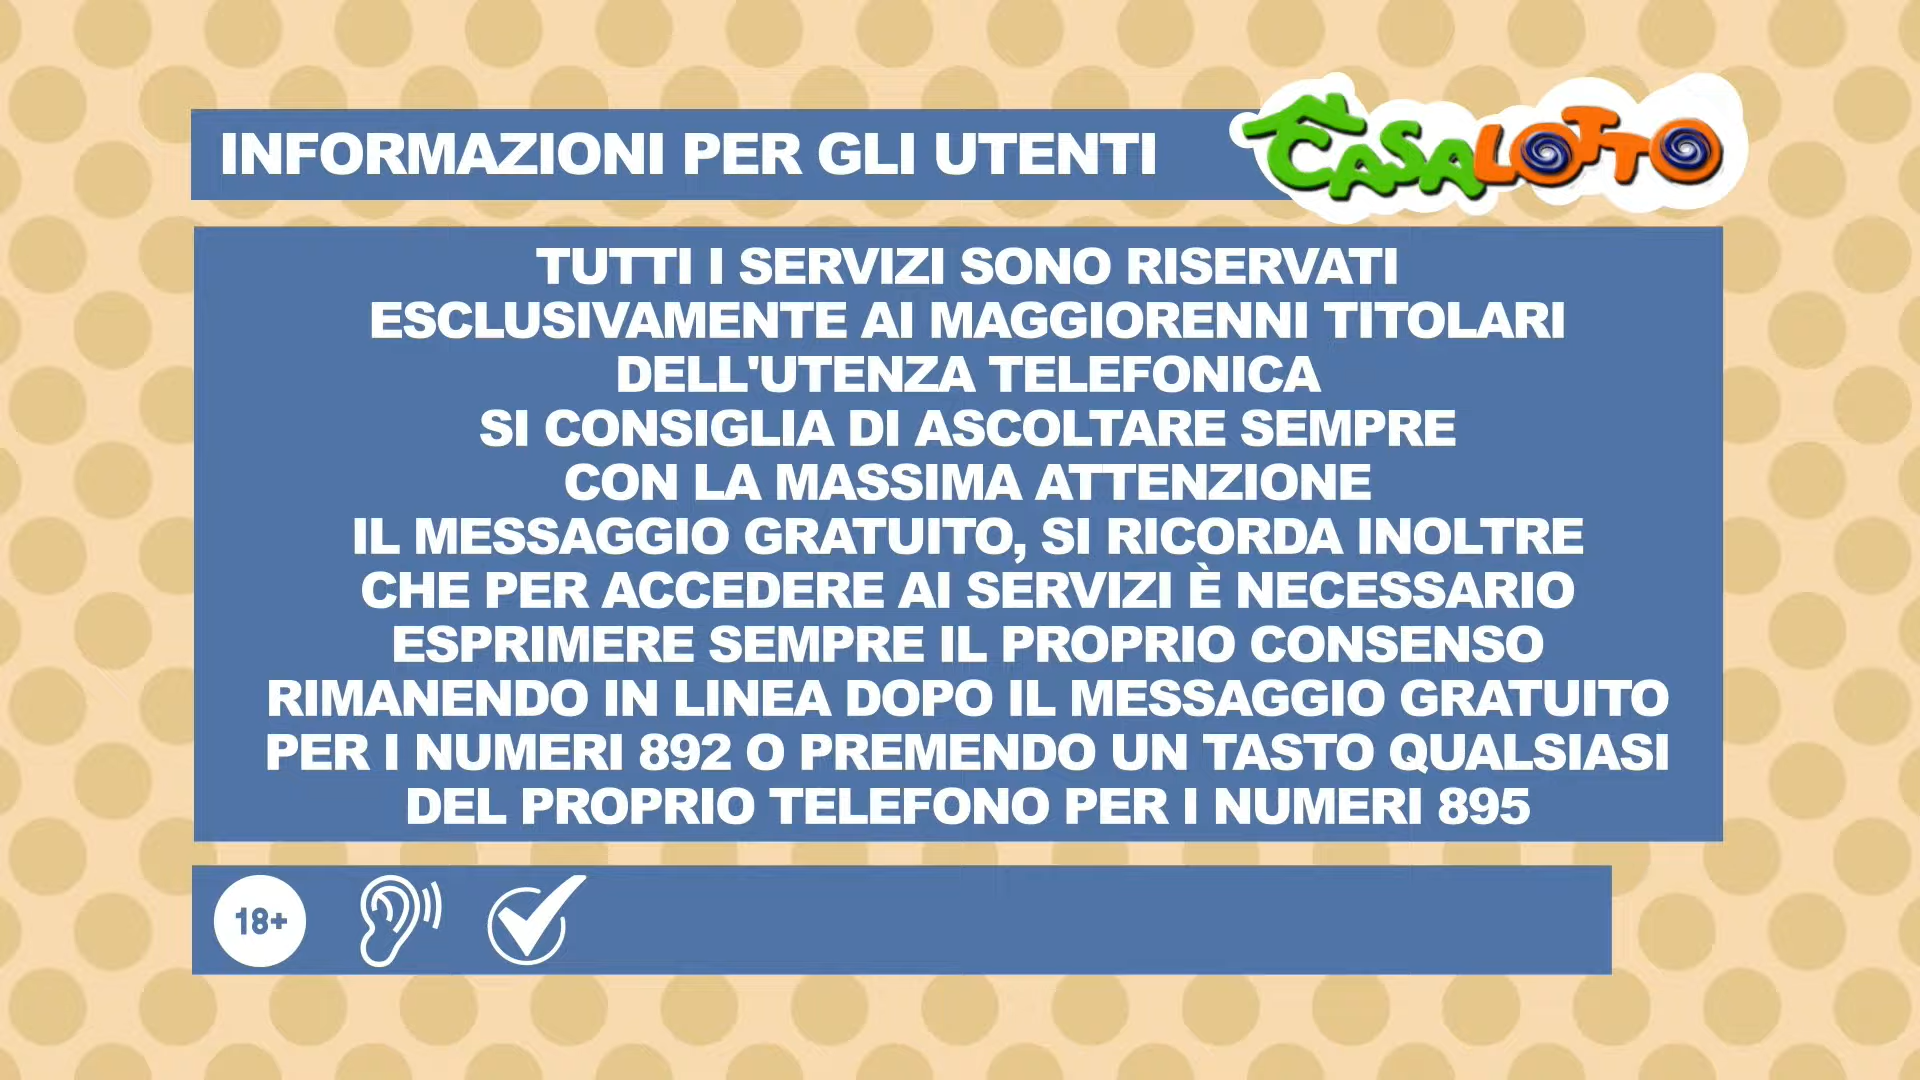 INFORMAZIONI PER GLI UTENTI
CASALOTTO
TUTTI I SERVIZI SONO RISERVATI
ESCLUSIVAMENTE AI MAGGIORENNI TITOLARI
DELL'UTENZA TELEFONICA
SI CONSIGLIA DI ASCOLTARE SEMPRE
CON LA MASSIMA ATTENZIONE
IL MESSAGGIO GRATUITO, SI RICORDA INOLTRE
CHE PER ACCEDERE AI SERVIZI È NECESSARIO
ESPRIMERE SEMPRE IL PROPRIO CONSENSO
RIMANENDO IN LINEA DOPO IL MESSAGGIO GRATUITO
PER I NUMERI 892 O PREMENDO UN TASTO QUALSIASI
DEL PROPRIO TELEFONO PER I NUMERI 895
18+